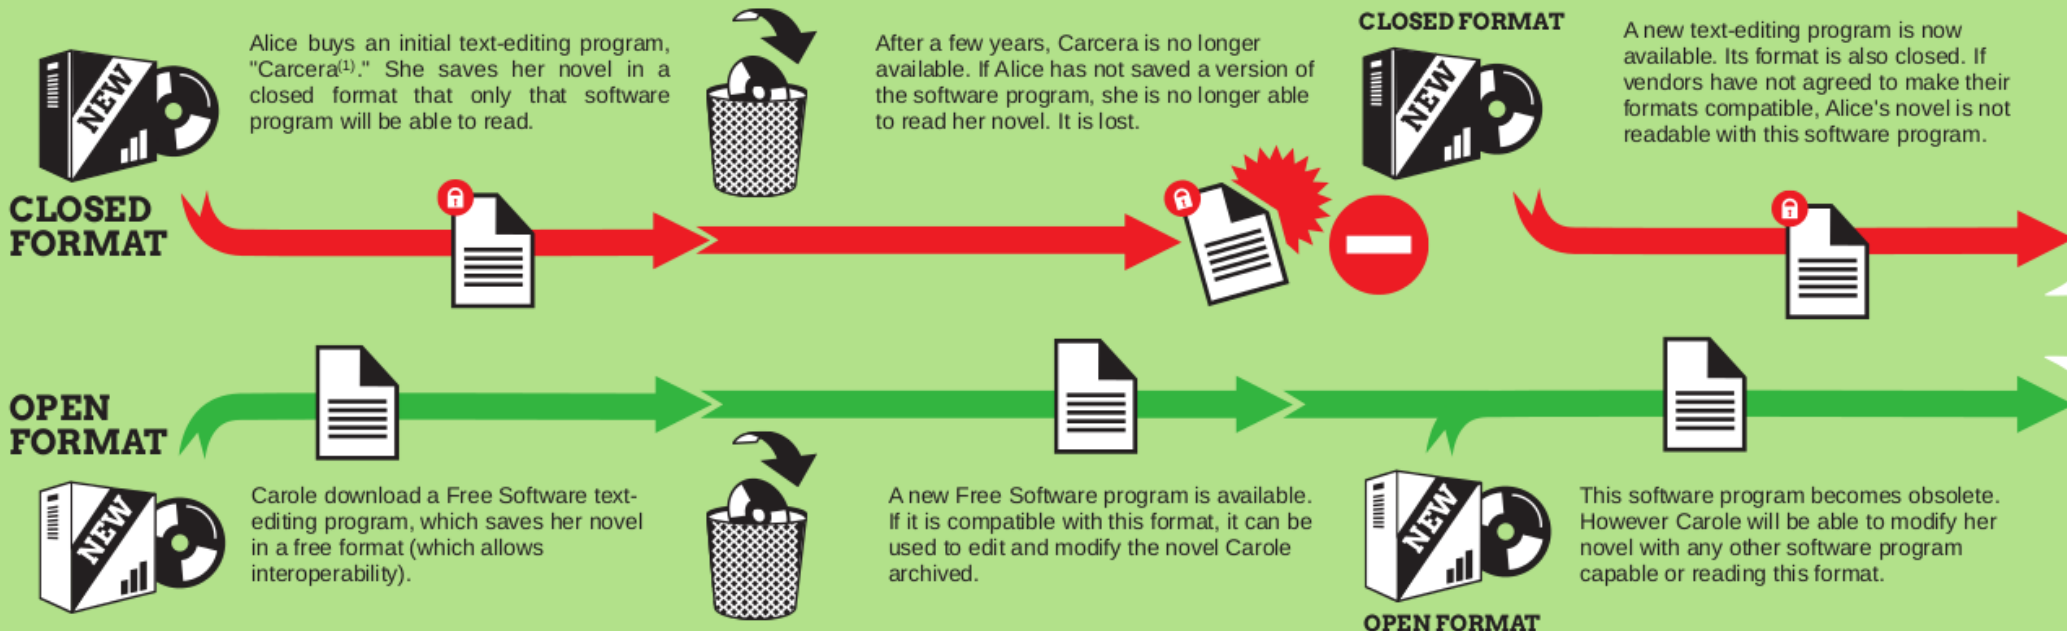 Alice buys an initial text-editing program,
"Carcera(1)." She saves her novel in a
closed format that only that software
program will be able to read.
NEW
CLOSED
FORMAT
After a few years, Carcera is no longer
available. If Alice has not saved a version of
the software program, she is no longer able
to read her novel. It is lost.
CLOSED FORMAT
NEW
A new text-editing program is now
available. Its format is also closed. If
vendors have not agreed to make their
formats compatible, Alice's novel is not
readable with this software program.
OPEN
FORMAT
NEW
Carole download a Free Software text-
editing program, which saves her novel
in a free format (which allows
interoperability).
A new Free Software program is available.
If it is compatible with this format, it can be
used to edit and modify the novel Carole
archived.
NEW
OPEN FORMAT
This software program becomes obsolete.
However Carole will be able to modify her
novel with any other software program
capable or reading this format.